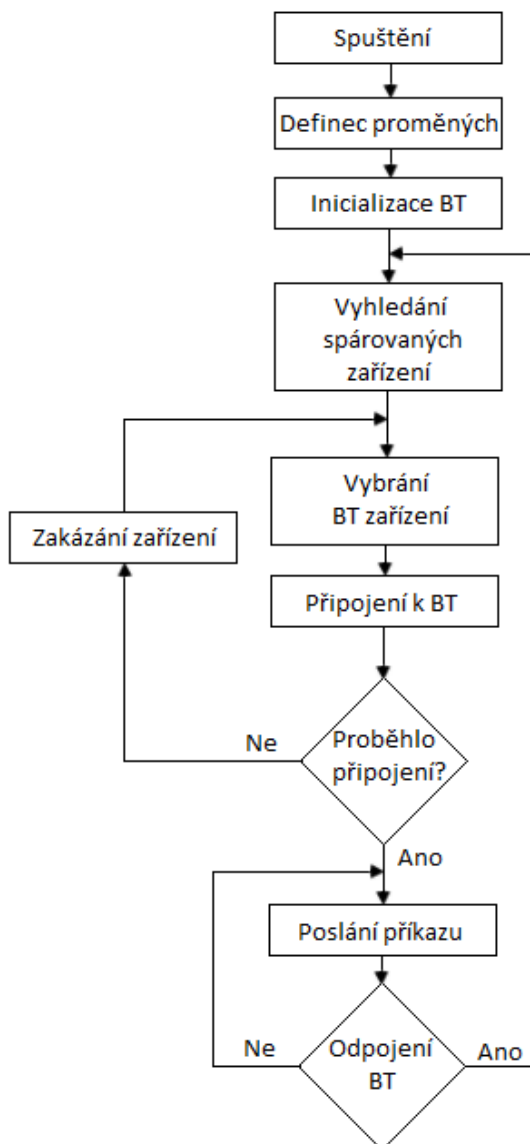 Spuštění
Definec proměných
Inicializace BT
Vyhledání
spárovaných
zařízení
Vybrání
BT zařízení
Zakázání zařízení
Připojení k BT
Ne
Proběhlo
připojení?
Ano
Poslání příkazu
Ne
Odpojení
BT
Ano